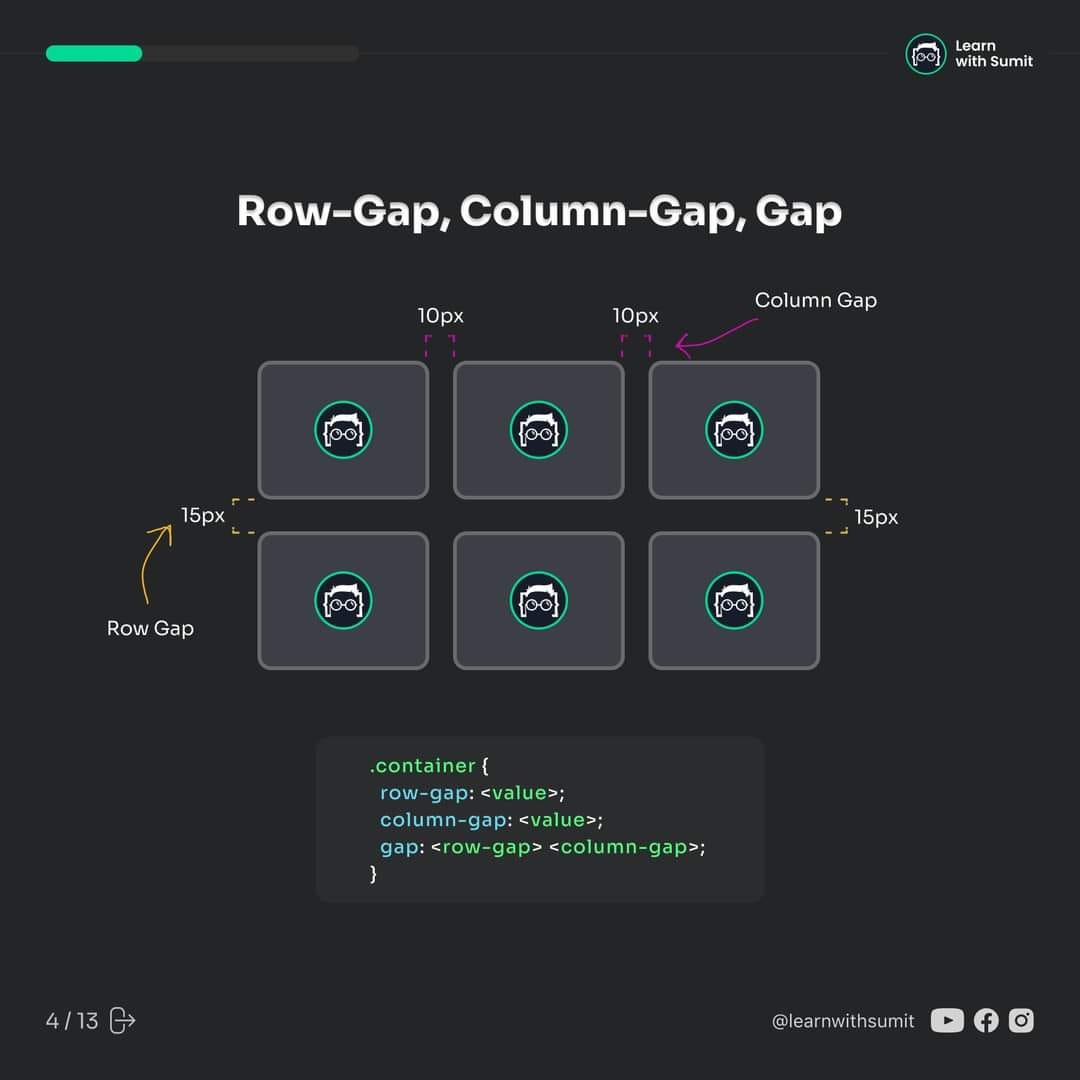 Learn
with Sumit
Row-Gap, Column-Gap, Gap
Column Gap
10px
10px
15px
15px
Row Gap
.container {
row-gap: <value>;
column-gap: <value>;
gap: <row-gap> <column-gap>;
}
4 / 13
@learnwithsumit